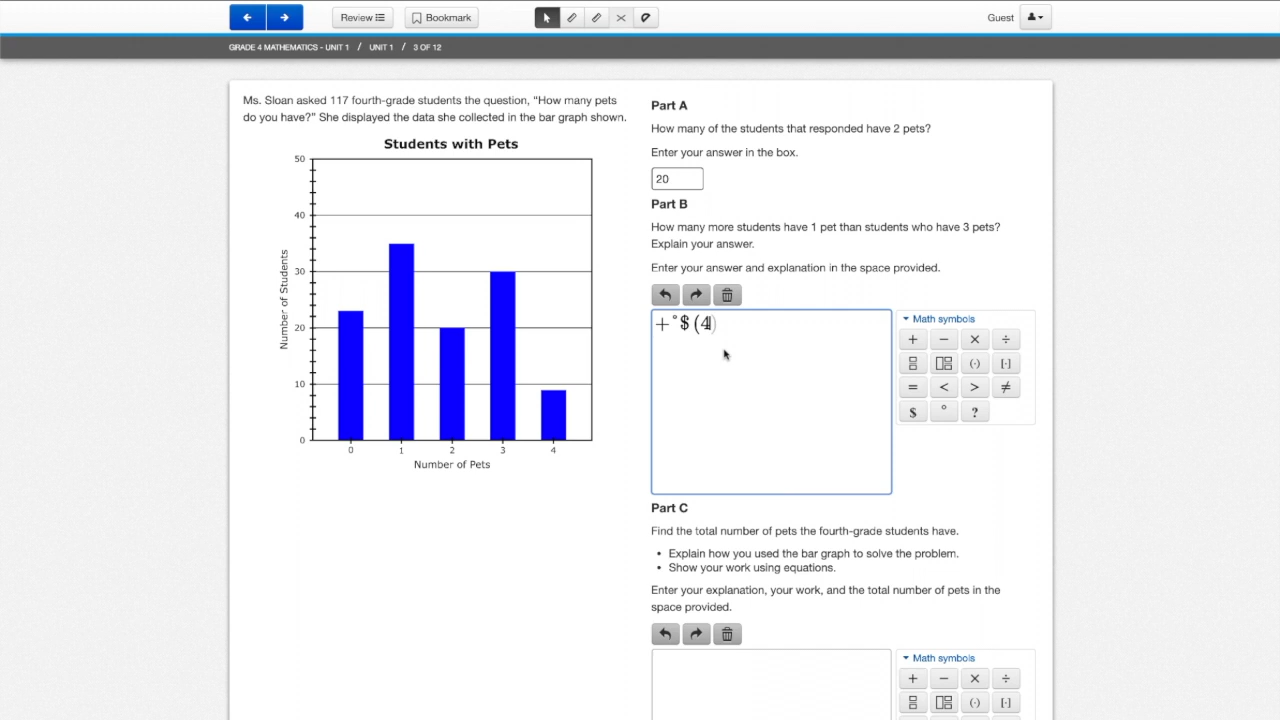 Review
Bookmark
Guest
GRADE 4 MATHEMATICS - UNIT 1 / UNIT 1 / 3 OF 12
Ms. Sloan asked 117 fourth-grade students the question, “How many pets
do you have?” She displayed the data she collected in the bar graph shown.
Students with Pets
50
40
30
20
10
0
Number of Students
0 1 2 3 4
Number of Pets
Part A
How many of the students that responded have 2 pets?
Enter your answer in the box.
20
Part B
How many more students have 1 pet than students who have 3 pets?
Explain your answer.
Enter your answer and explanation in the space provided.
+°$(4)
Math symbols
+ − × ÷
(·) [·]
= < > ≠
$ ° ?
Part C
Find the total number of pets the fourth-grade students have.
• Explain how you used the bar graph to solve the problem.
• Show your work using equations.
Enter your explanation, your work, and the total number of pets in the
space provided.
Math symbols
+ − × ÷
(·) [·]